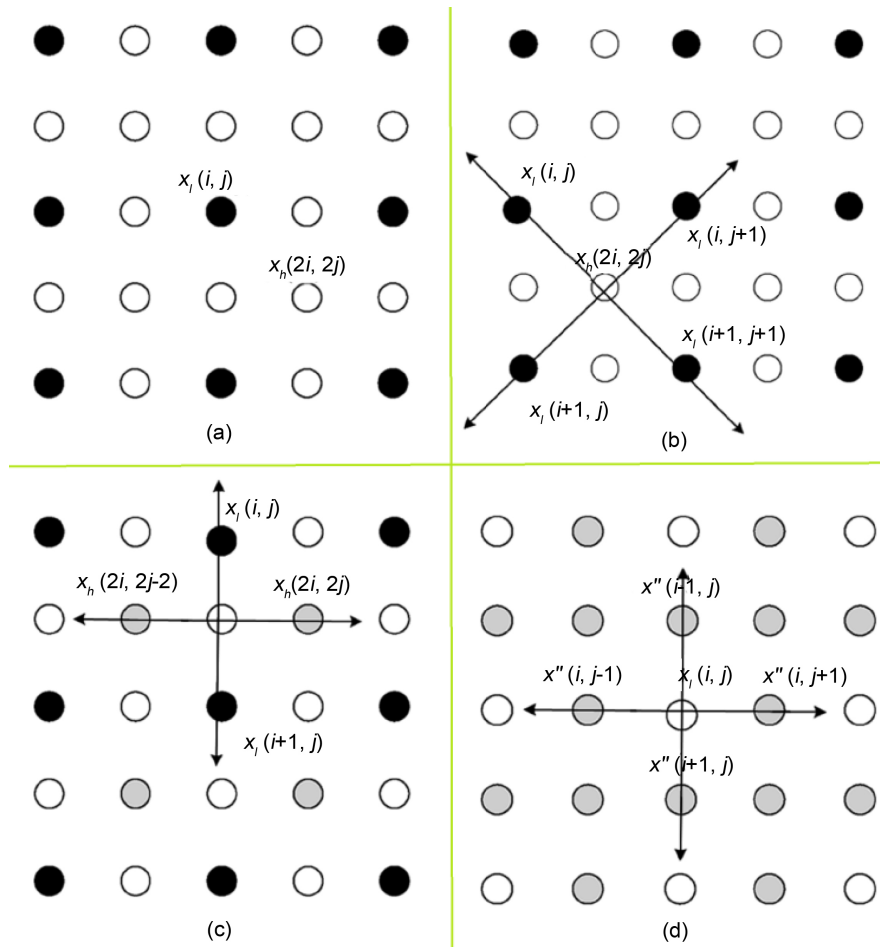 x_l (i, j)
x_h(2i, 2j)
(a)
x_l (i, j)
x_l (i, j+1)
x_h(2i, 2j)
x_l (i+1, j+1)
x_l (i+1, j)
(b)
x_l (i, j)
x_h (2i, 2j-2)
x_h(2i, 2j)
x_l (i+1, j)
(c)
x″ (i-1, j)
x″ (i, j-1)
x_l (i, j)
x″ (i, j+1)
x″ (i+1, j)
(d)